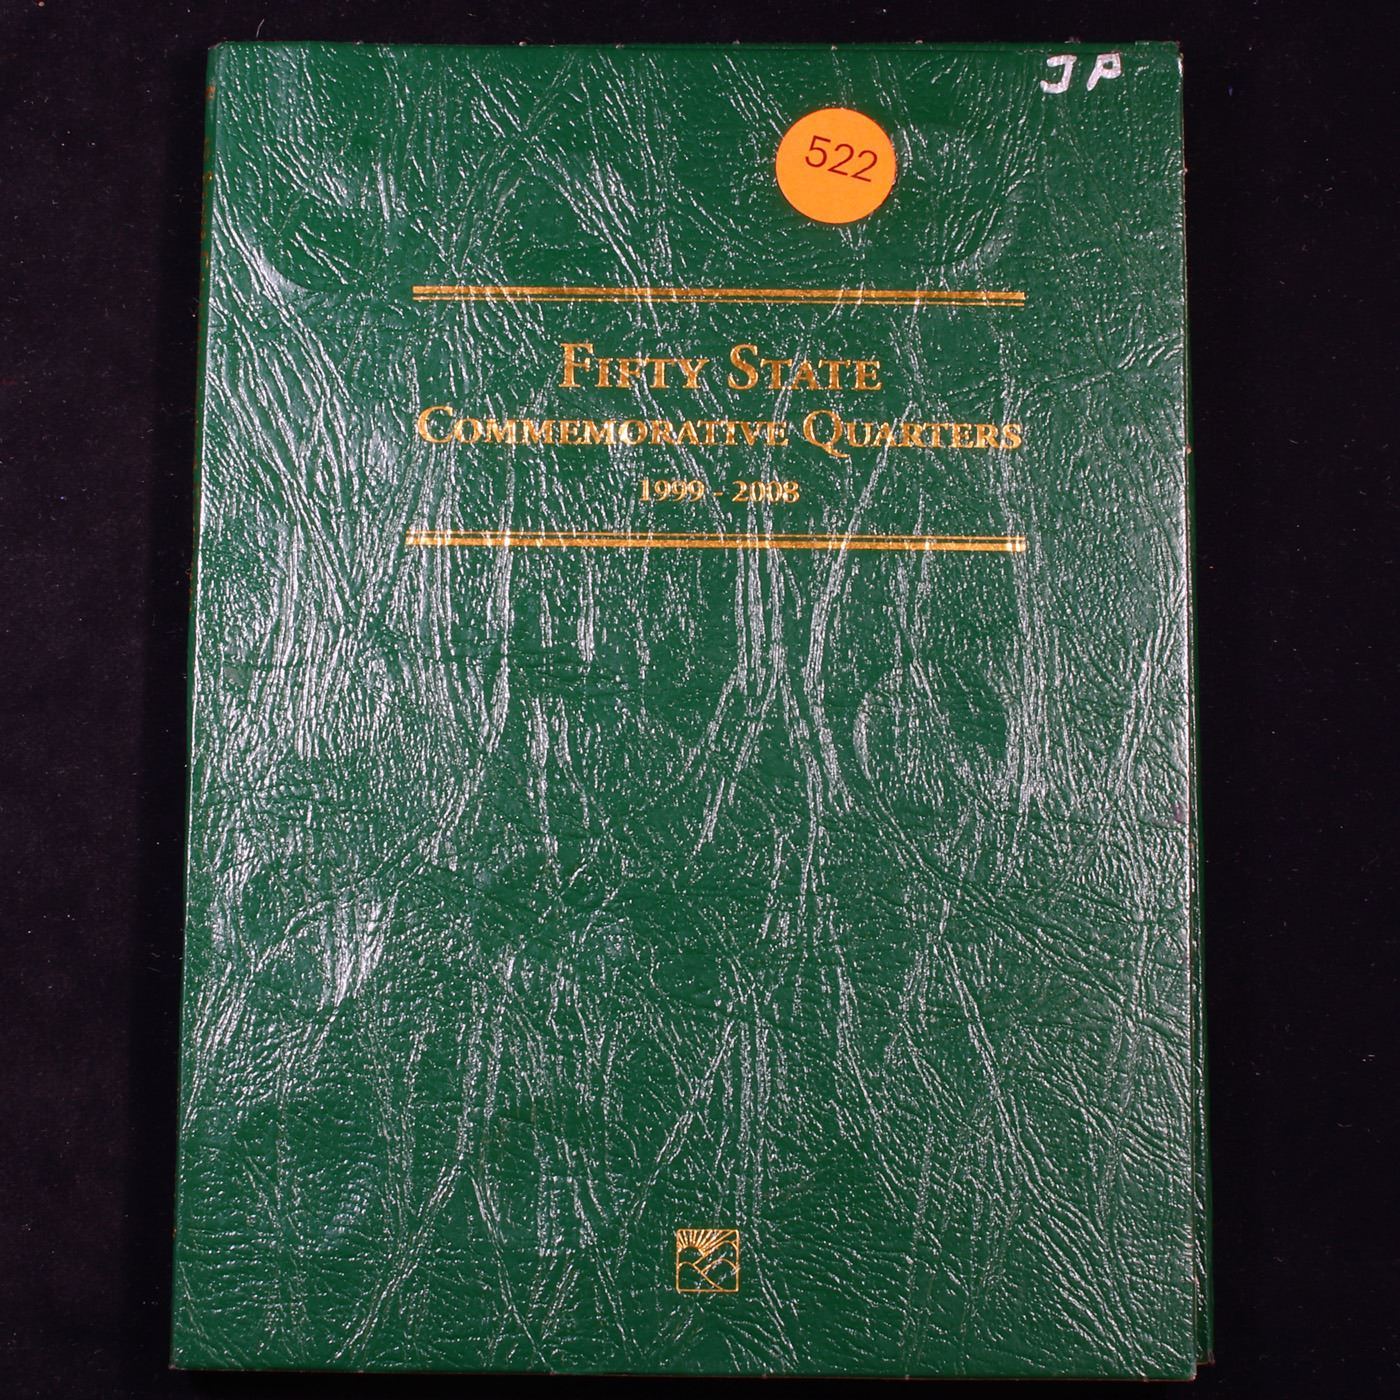 JP
522
FIFTY STATE
COMMEMORATIVE QUARTERS
1999 - 2008